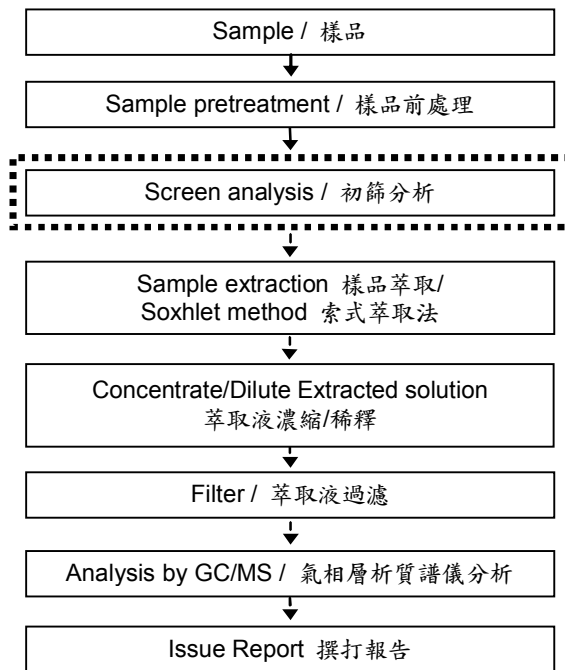 Sample / 樣品
Sample pretreatment / 樣品前處理
Screen analysis / 初篩分析
Sample extraction 樣品萃取/
Soxhlet method 索式萃取法
Concentrate/Dilute Extracted solution
萃取液濃縮/稀釋
Filter / 萃取液過濾
Analysis by GC/MS / 氣相層析質譜儀分析
Issue Report 撰打報告